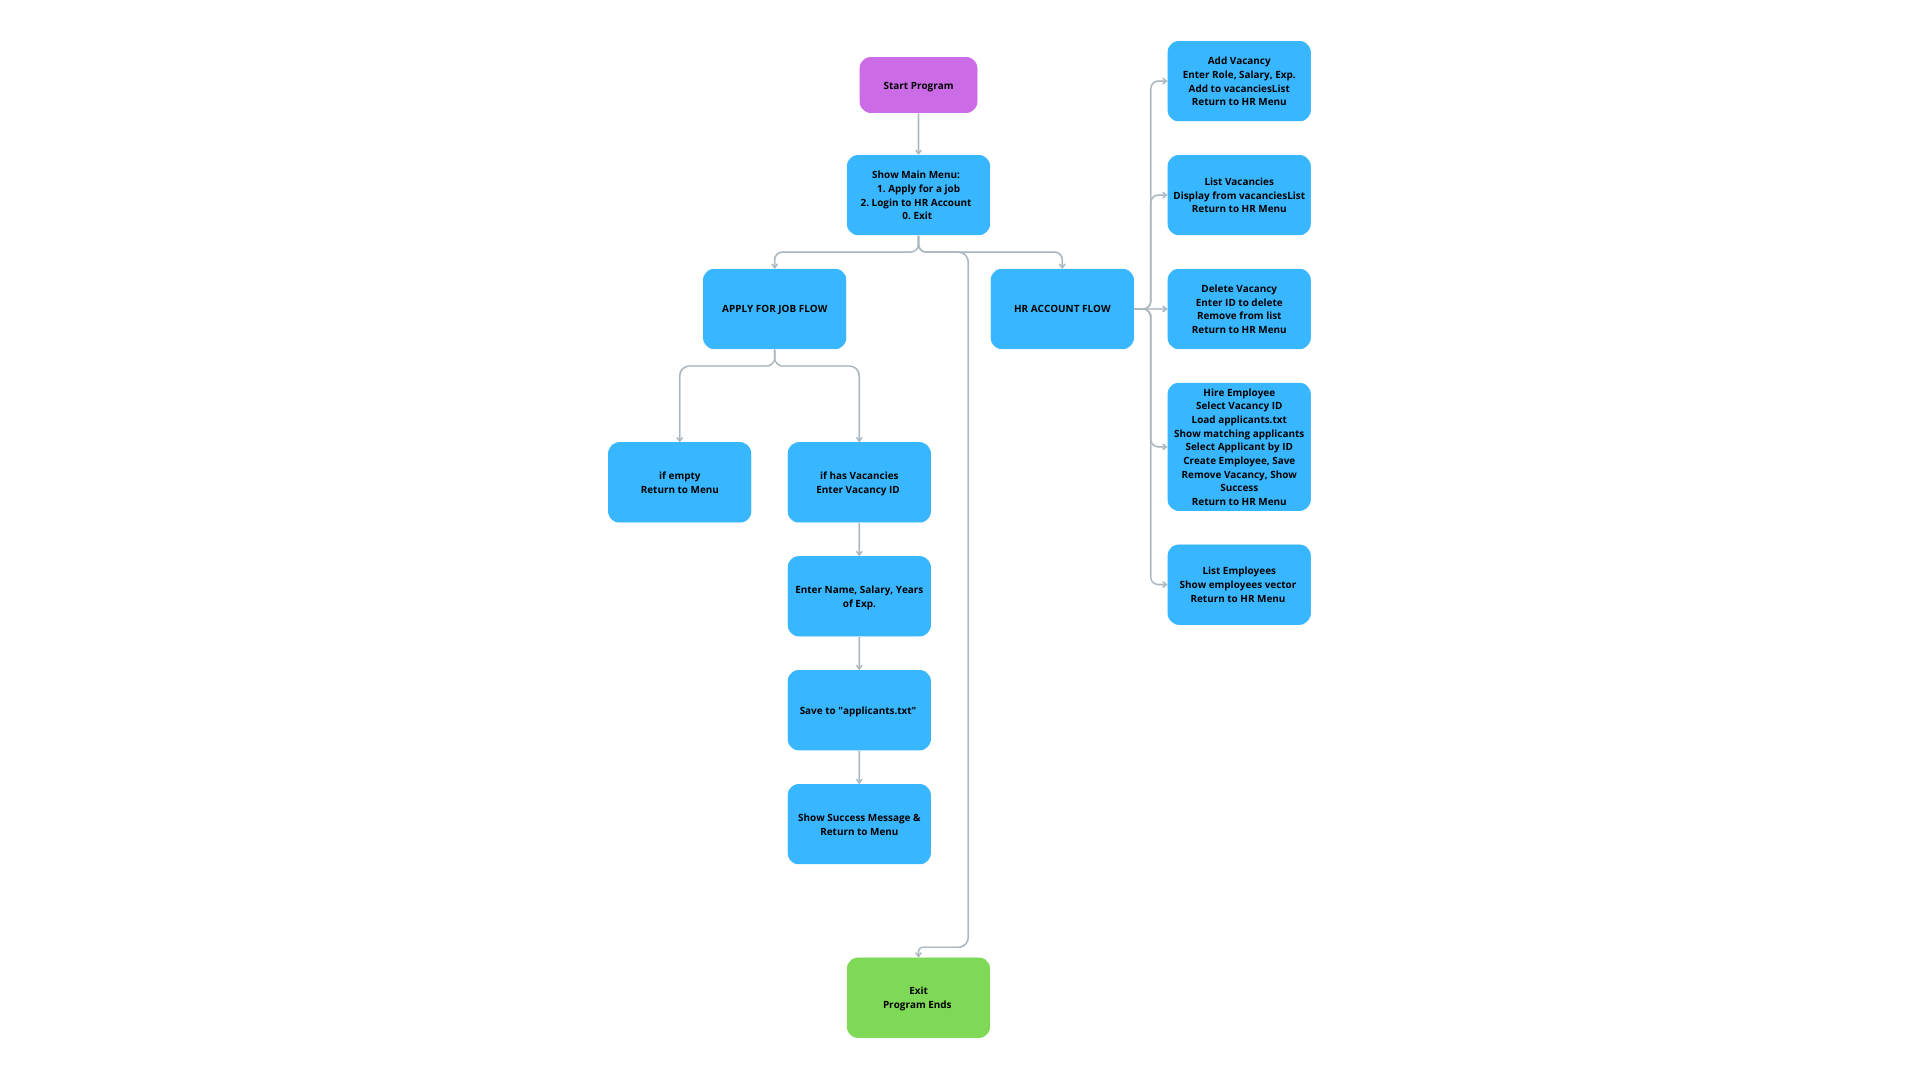 Start Program
Show Main Menu:
1. Apply for a job
2. Login to HR Account
0. Exit
APPLY FOR JOB FLOW
HR ACCOUNT FLOW
if empty
Return to Menu
if has Vacancies
Enter Vacancy ID
Enter Name, Salary, Years
of Exp.
Save to "applicants.txt"
Show Success Message &
Return to Menu
Exit
Program Ends
Add Vacancy
Enter Role, Salary, Exp.
Add to vacanciesList
Return to HR Menu
List Vacancies
Display from vacanciesList
Return to HR Menu
Delete Vacancy
Enter ID to delete
Remove from list
Return to HR Menu
Hire Employee
Select Vacancy ID
Load applicants.txt
Show matching applicants
Select Applicant by ID
Create Employee, Save
Remove Vacancy, Show
Success
Return to HR Menu
List Employees
Show employees vector
Return to HR Menu